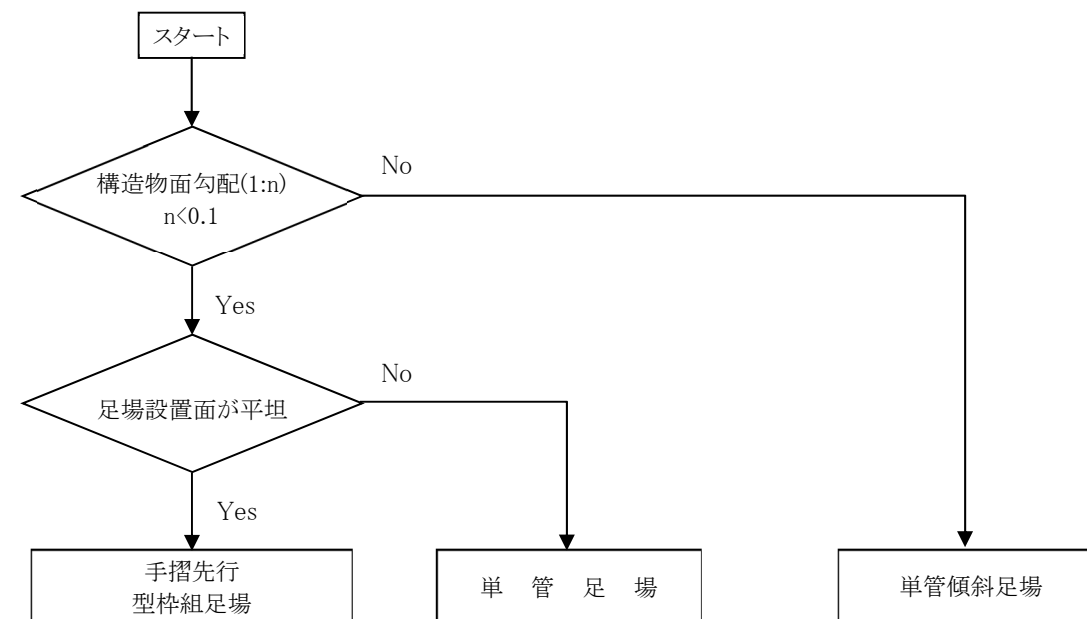 スタート
構造物面勾配(1:n)
n<0.1
No
Yes
足場設置面が平坦
No
Yes
手摺先行
型枠組足場
単 管 足 場
単管傾斜足場